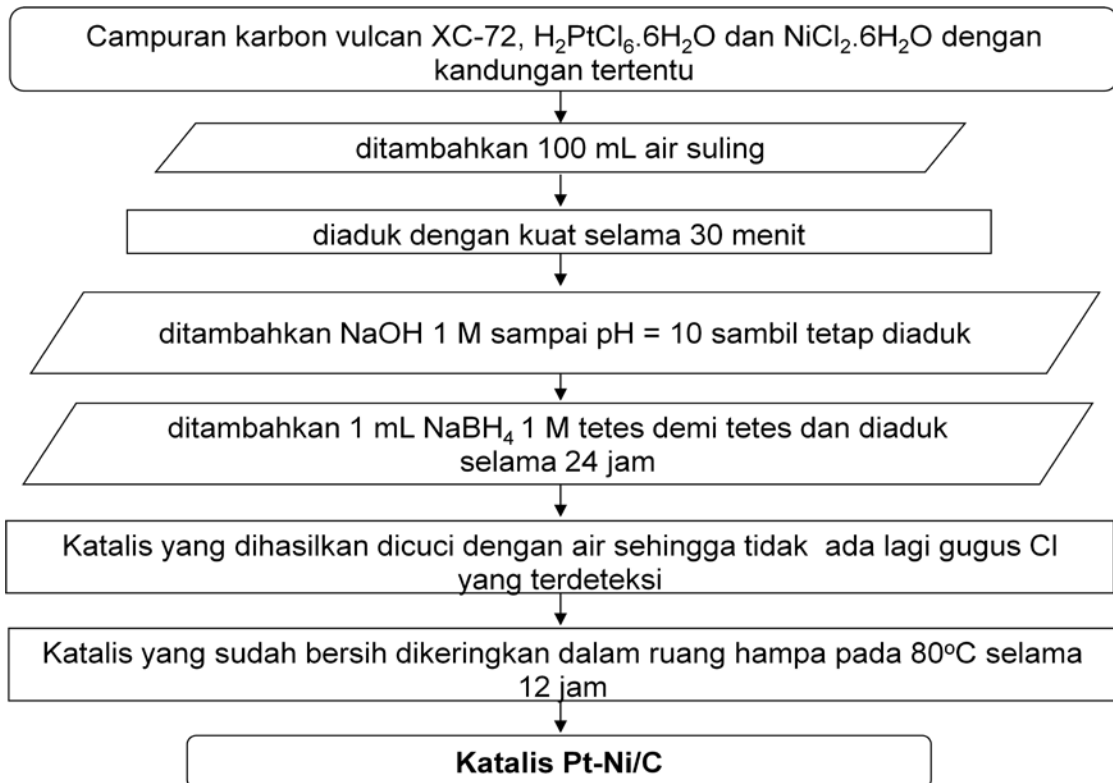 Campuran karbon vulcan XC-72, H₂PtCl₆.6H₂O dan NiCl₂.6H₂O dengan
kandungan tertentu
ditambahkan 100 mL air suling
diaduk dengan kuat selama 30 menit
ditambahkan NaOH 1 M sampai pH = 10 sambil tetap diaduk
ditambahkan 1 mL NaBH₄ 1 M tetes demi tetes dan diaduk
selama 24 jam
Katalis yang dihasilkan dicuci dengan air sehingga tidak  ada lagi gugus Cl
yang terdeteksi
Katalis yang sudah bersih dikeringkan dalam ruang hampa pada 80ºC selama
12 jam
Katalis Pt-Ni/C